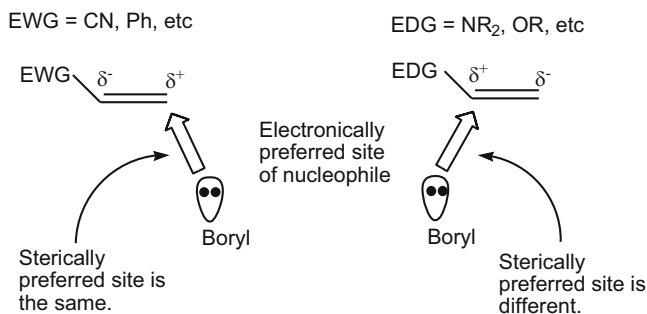 EWG = CN, Ph, etc
EWG
δ- δ+
Boryl
Sterically
preferred site is
the same.
Electronically
preferred site
of nucleophile
EDG = NR2, OR, etc
EDG
δ+ δ-
Boryl
Sterically
preferred site is
different.